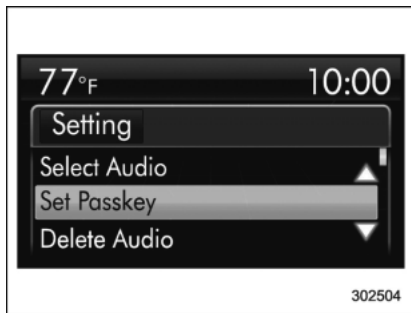 77°F 10:00
Setting
Select Audio
Set Passkey
Delete Audio
302504